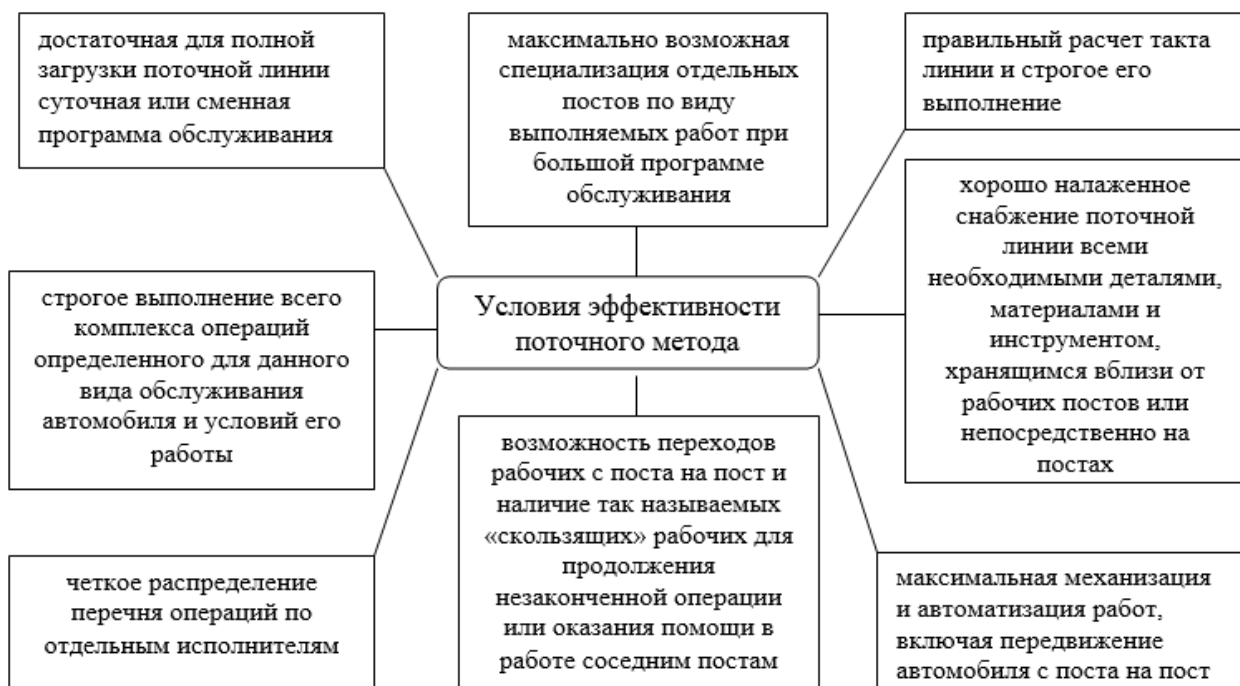 достаточная для полной
загрузки поточной линии
суточная или сменная
программа обслуживания
максимально возможная
специализация отдельных
постов по виду
выполняемых работ при
большой программе
обслуживания
правильный расчет такта
линии и строгое его
выполнение
строгое выполнение всего
комплекса операций
определенного для данного
вида обслуживания
автомобиля и условий его
работы
Условия эффективности
поточного метода
хорошо налаженное
снабжение поточной
линии всеми
необходимыми деталями,
материалами и
инструментом,
хранящимся вблизи от
рабочих постов или
непосредственно на
постах
четкое распределение
перечня операций по
отдельным исполнителям
возможность переходов
рабочих с поста на пост и
наличие так называемых
«скользящих» рабочих для
продолжения
незаконченной операции
или оказания помощи в
работе соседним постам
максимальная механизация
и автоматизация работ,
включая передвижение
автомобиля с поста на пост